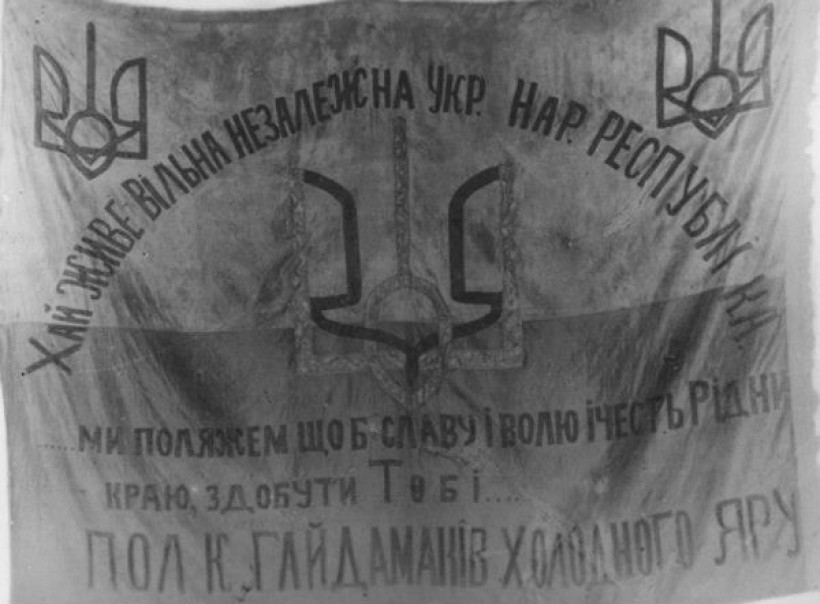 ХАЙ ЖИВЕ ВІЛЬНА НЕЗАЛЕЖНА УКР. НАР. РЕСПУБЛІКА.
....МИ ПОЛЯЖЕМ ЩОБ СЛАВУ І ВОЛЮ І ЧЕСТЬ РІДНИ
КРАЮ, ЗДОБУТИ ТОБІ....
ПОЛК ГАЙДАМАКІВ ХОЛОДНОГО ЯРУ